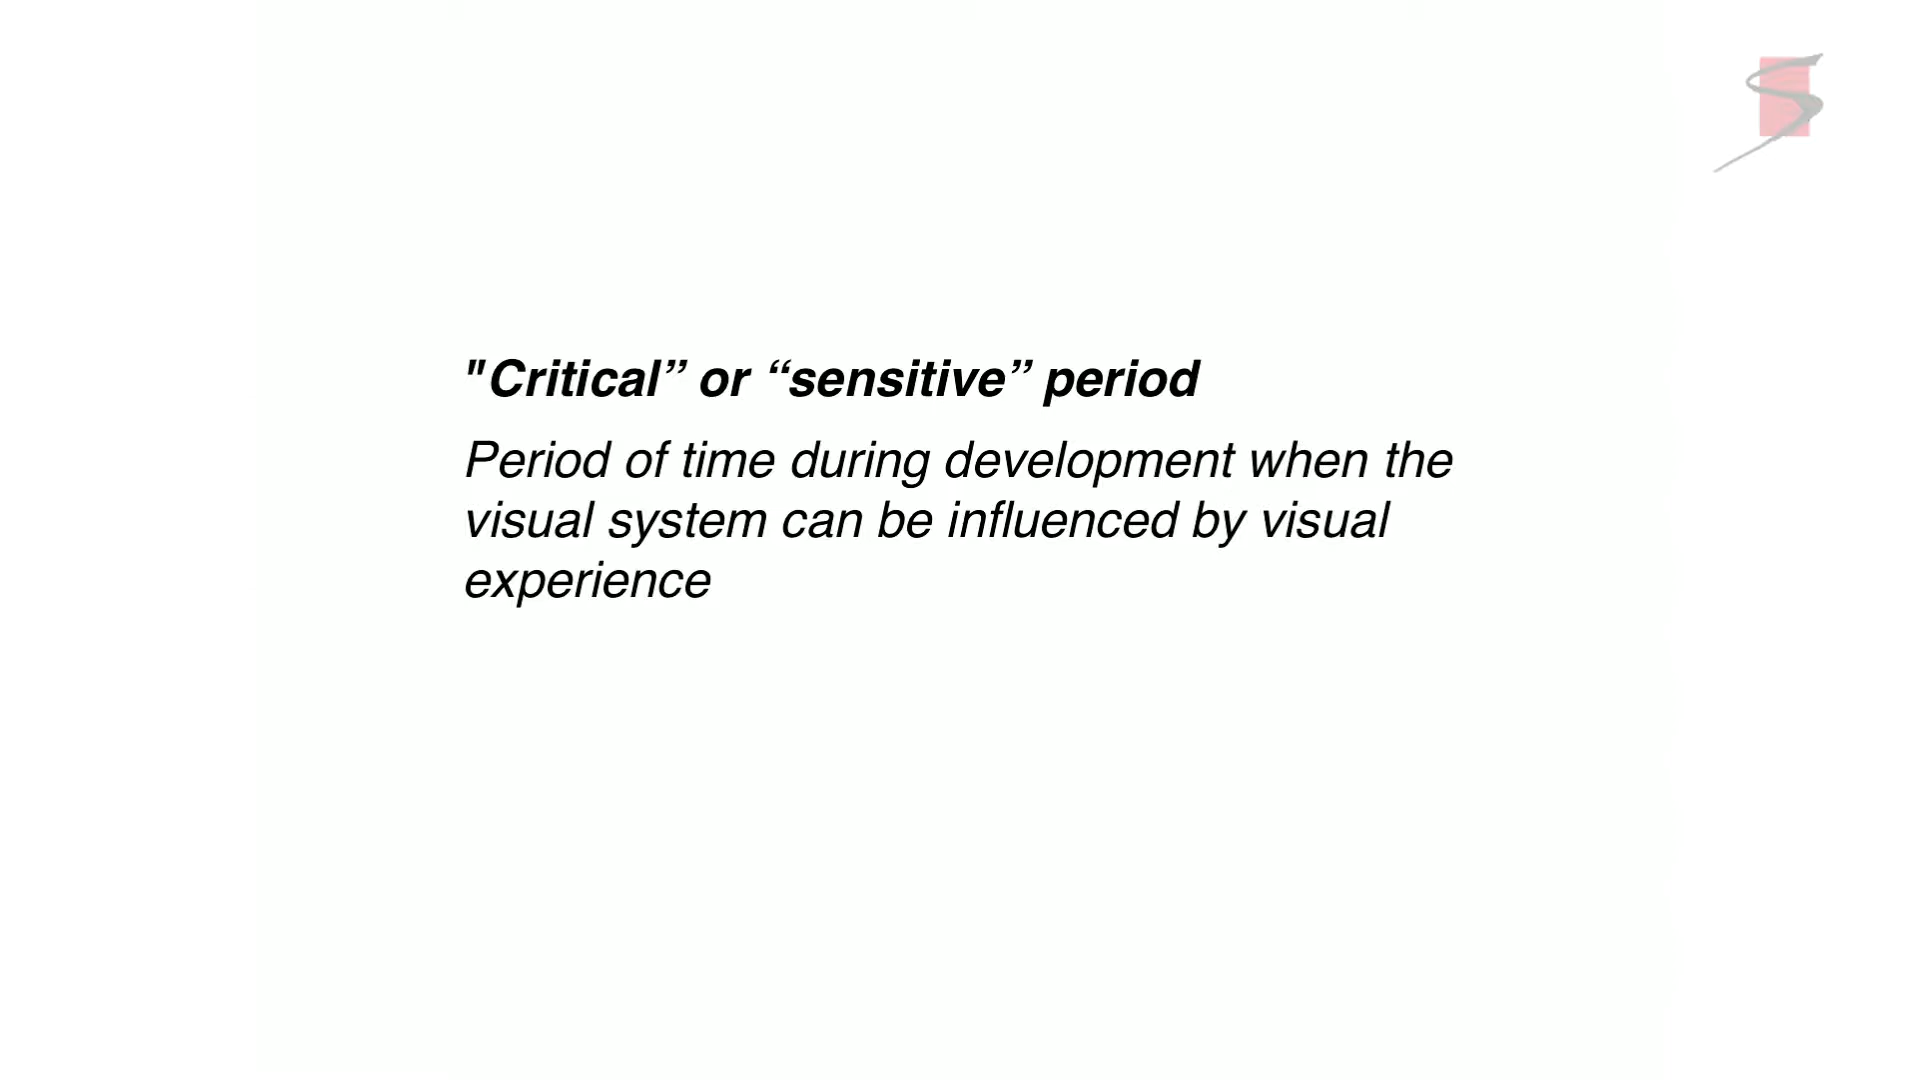 "Critical” or “sensitive” period
Period of time during development when the
visual system can be influenced by visual
experience